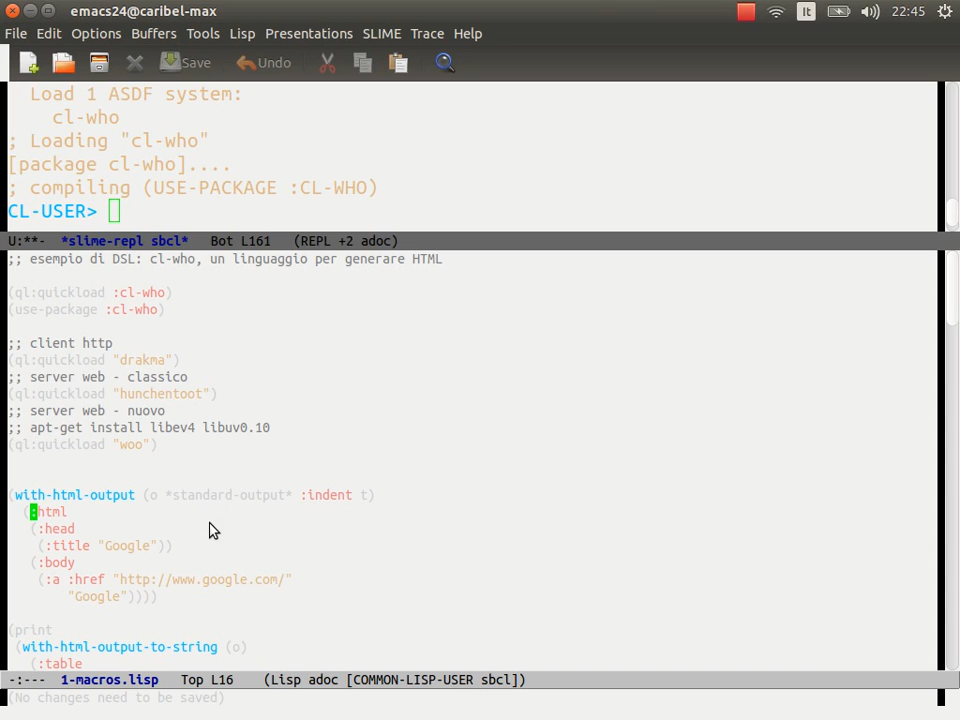 emacs24@caribel-max
It
22:45
File Edit Options Buffers Tools Lisp Presentations SLIME Trace Help
Save Undo
Load 1 ASDF system:
cl-who
; Loading "cl-who"
[package cl-who]....
; compiling (USE-PACKAGE :CL-WHO)
CL-USER>
U:**- *slime-repl sbcl* Bot L161 (REPL +2 adoc)
;; esempio di DSL: cl-who, un linguaggio per generare HTML
(ql:quickload :cl-who)
(use-package :cl-who)
;; client http
(ql:quickload "drakma")
;; server web - classico
(ql:quickload "hunchentoot")
;; server web - nuovo
;; apt-get install libev4 libuv0.10
(ql:quickload "woo")
(with-html-output (o *standard-output* :indent t)
(:html
(:head
(:title "Google"))
(:body
(:a :href "http://www.google.com/"
"Google"))))
(print
(with-html-output-to-string (o)
(:table
-:--- 1-macros.lisp Top L16 (Lisp adoc [COMMON-LISP-USER sbcl])
(No changes need to be saved)